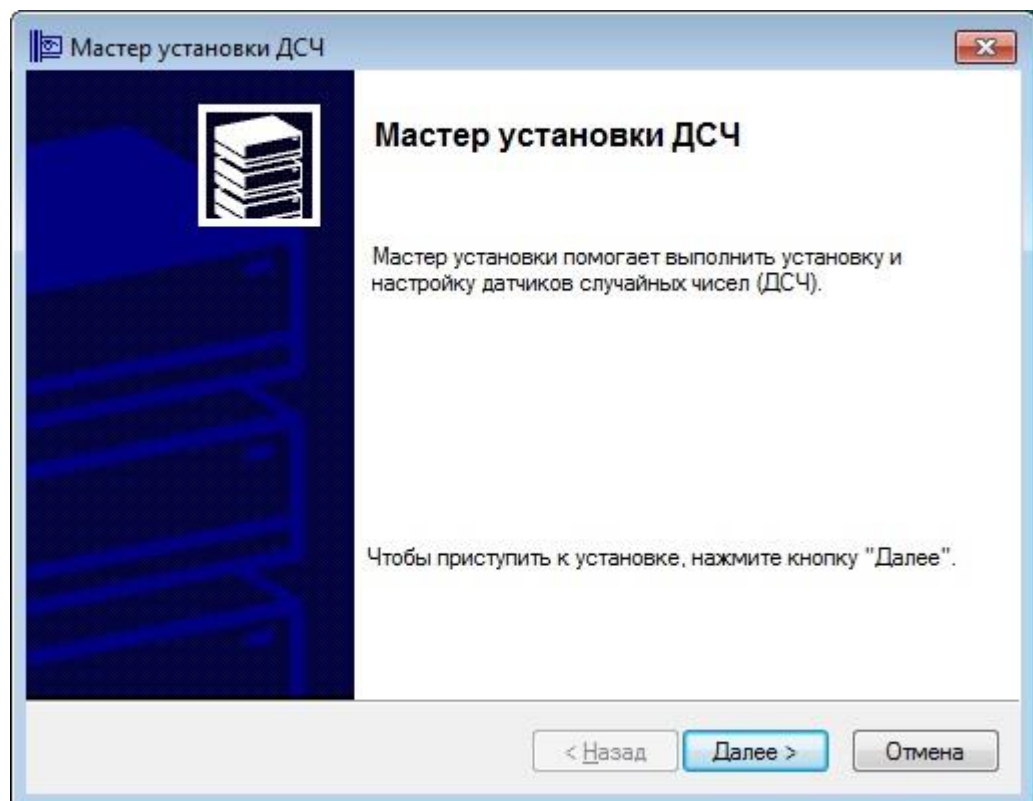 Мастер установки ДСЧ
Мастер установки ДСЧ
Мастер установки помогает выполнить установку и
настройку датчиков случайных чисел (ДСЧ).
Чтобы приступить к установке, нажмите кнопку "Далее".
< Назад Далее > Отмена